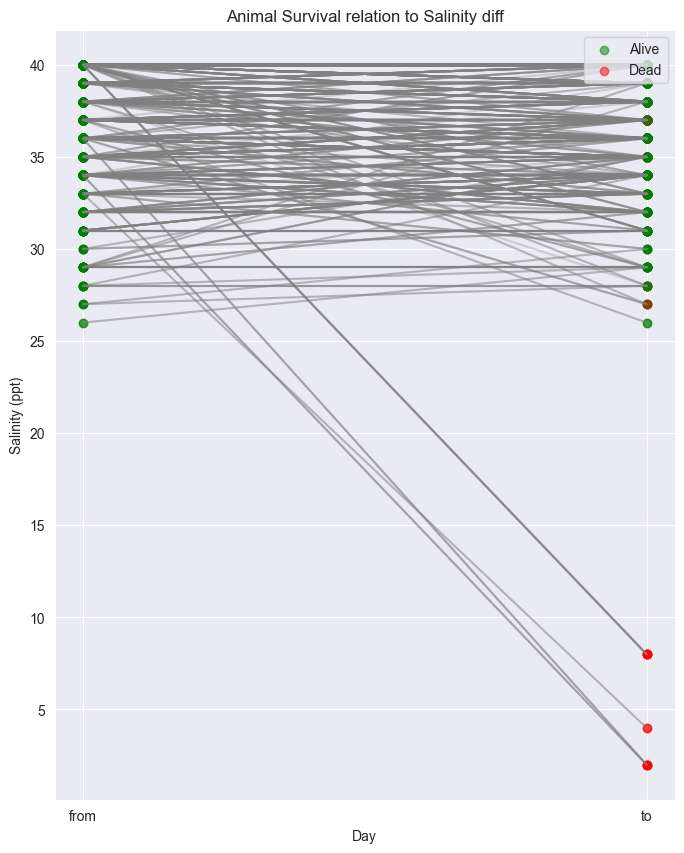 Animal Survival relation to Salinity diff
Alive
Dead
40
35
30
25
20
15
10
5
Salinity (ppt)
from
to
Day